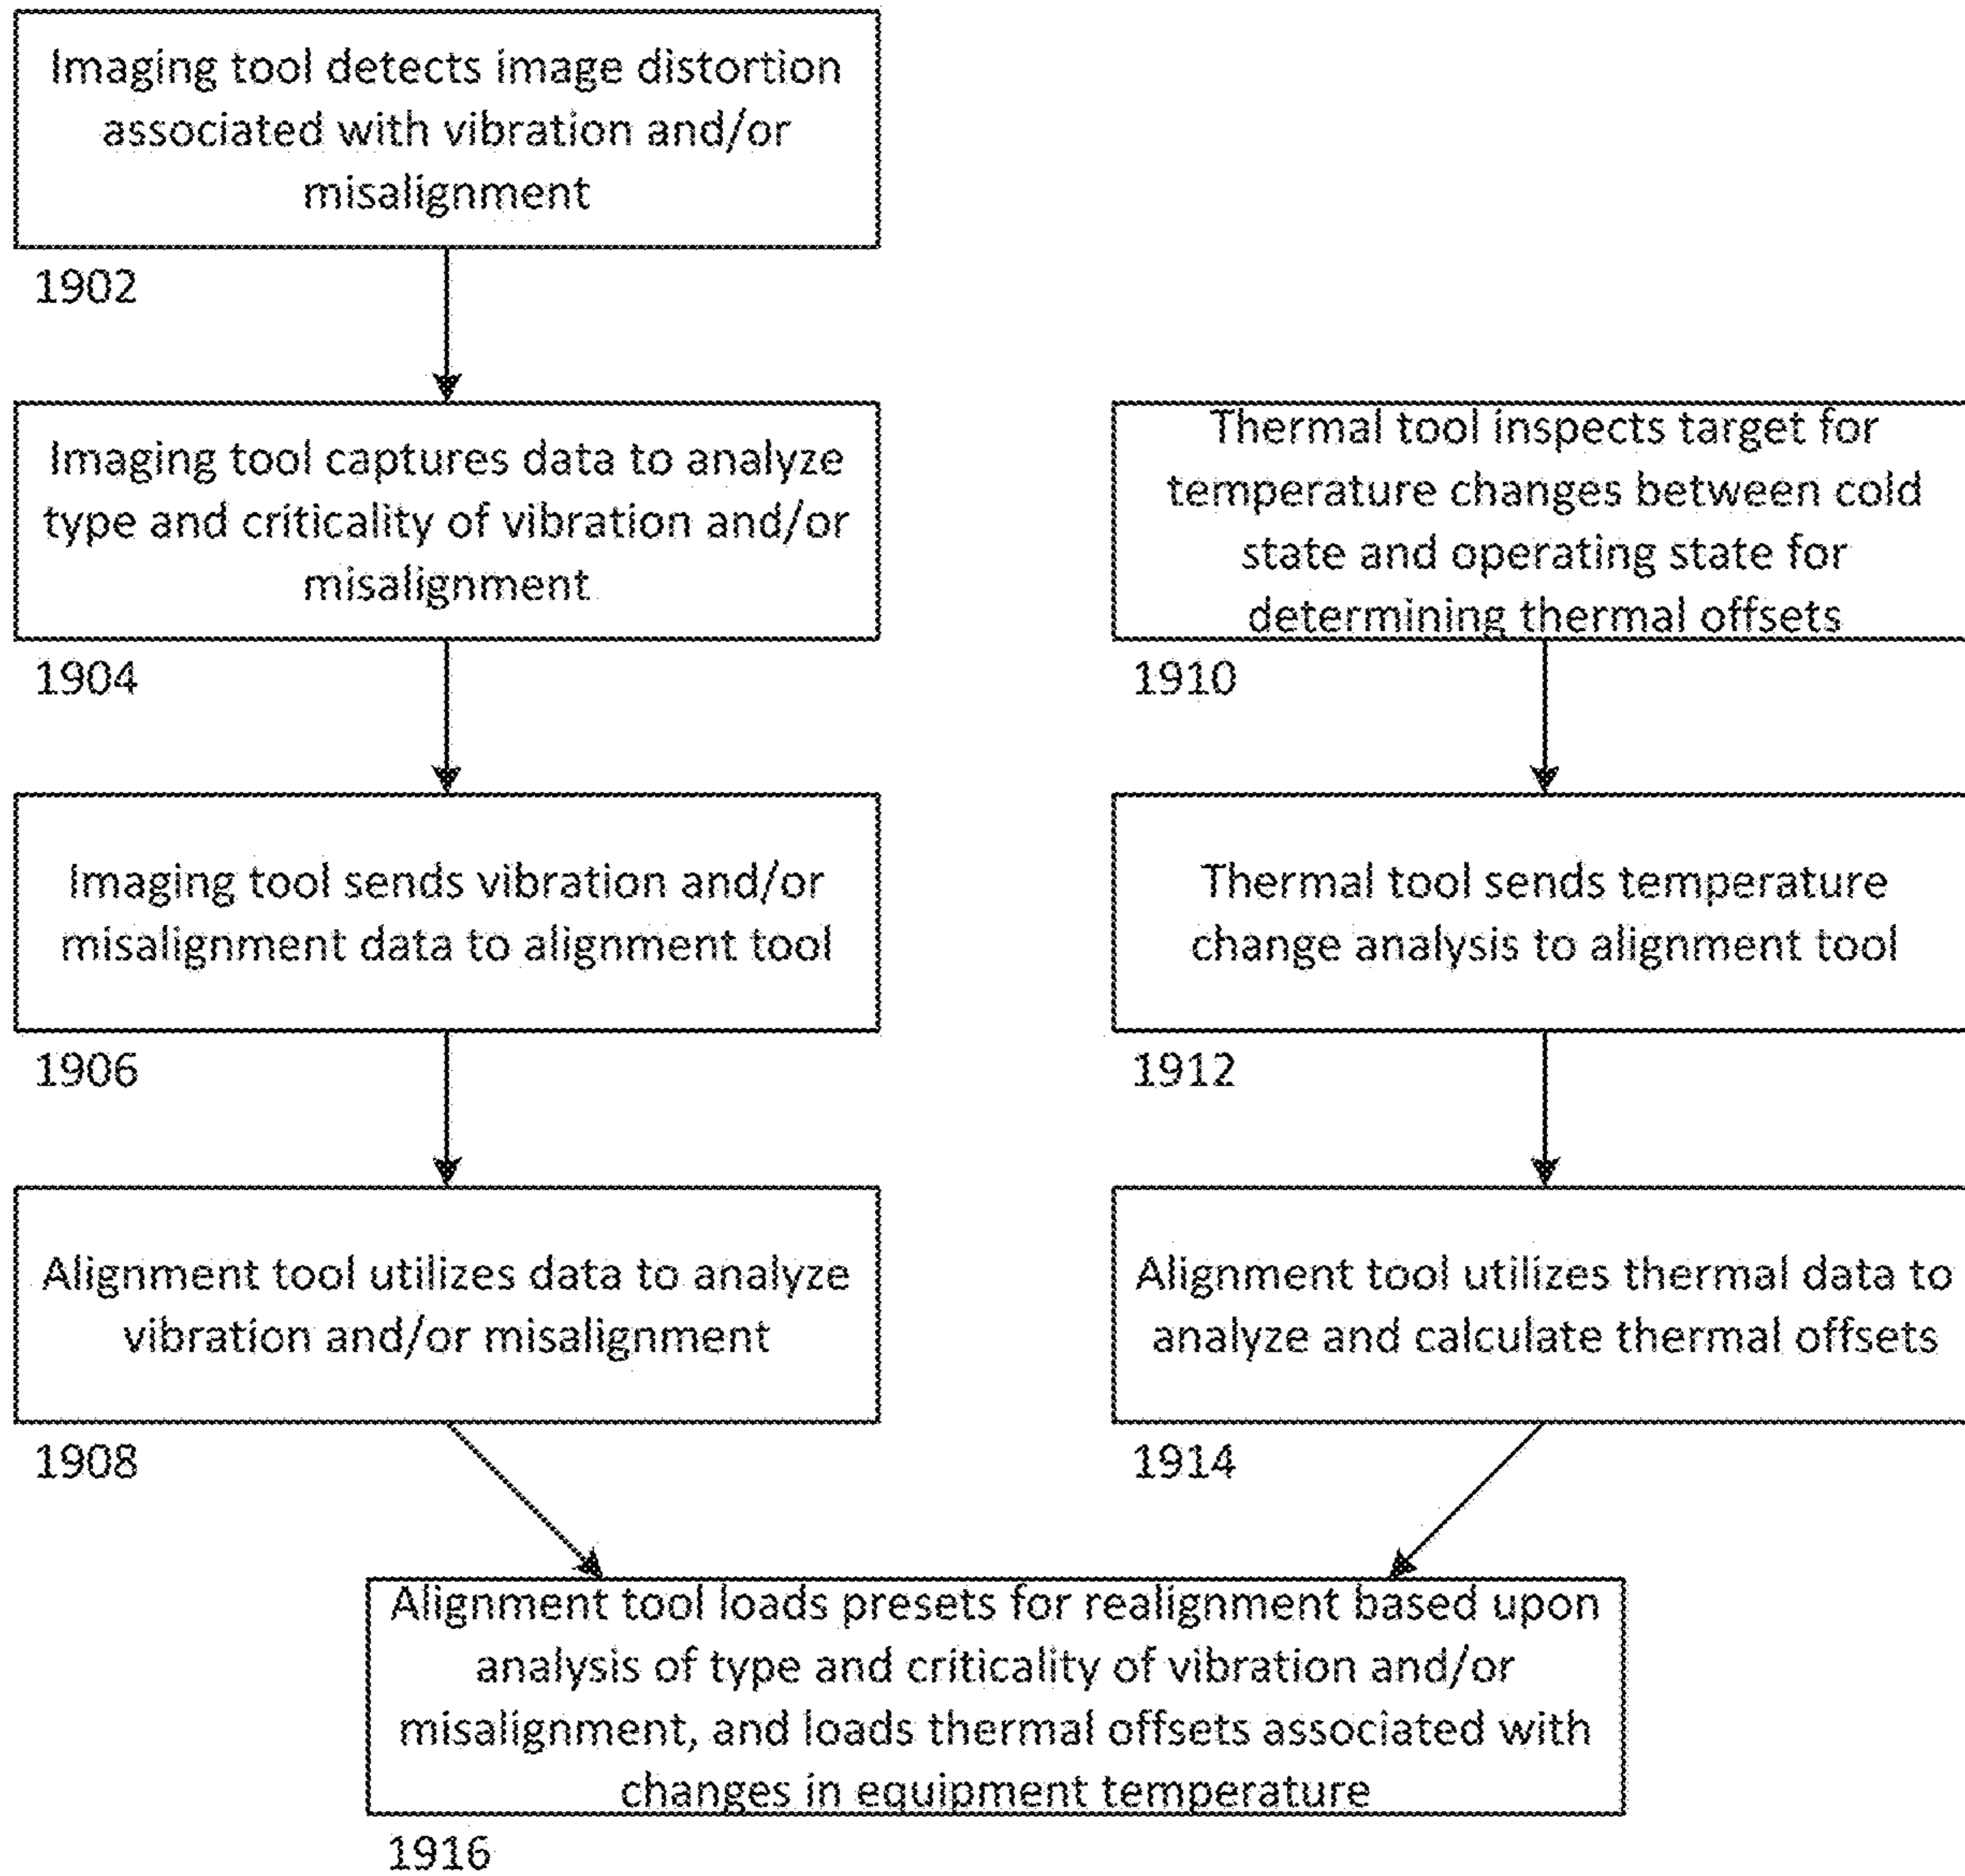 Imaging tool detects image distortion
associated with vibration and/or
misalignment
1902
Imaging tool captures data to analyze
type and criticality of vibration and/or
misalignment
1904
Imaging tool sends vibration and/or
misalignment data to alignment tool
1906
Alignment tool utilizes data to analyze
vibration and/or misalignment
1908
Thermal tool inspects target for
temperature changes between cold
state and operating state for
determining thermal offsets
1910
Thermal tool sends temperature
change analysis to alignment tool
1912
Alignment tool utilizes thermal data to
analyze and calculate thermal offsets
1914
Alignment tool loads presets for realignment based upon
analysis of type and criticality of vibration and/or
misalignment, and loads thermal offsets associated with
changes in equipment temperature
1916